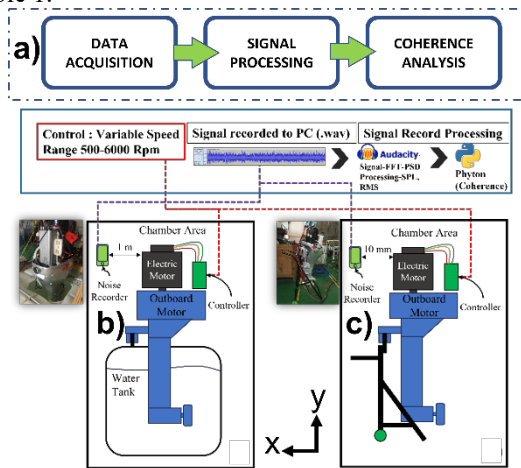 a)
DATA ACQUISITION
SIGNAL PROCESSING
COHERENCE ANALYSIS
Control : Variable Speed
Range 500-6000 Rpm
Signal recorded to PC (.wav)
Signal Record Processing
Audacity
Signal-FFT-PSD
Processing-SPL,
RMS
Phyton
(Coherence)
Chamber Area
1 m
Electric
Motor
Noise
Recorder
Outboard
Motor
Controller
b)
Water
Tank
Chamber Area
10 mm
Electric
Motor
Noise
Recorder
Outboard
Motor
Controller
c)
y
x